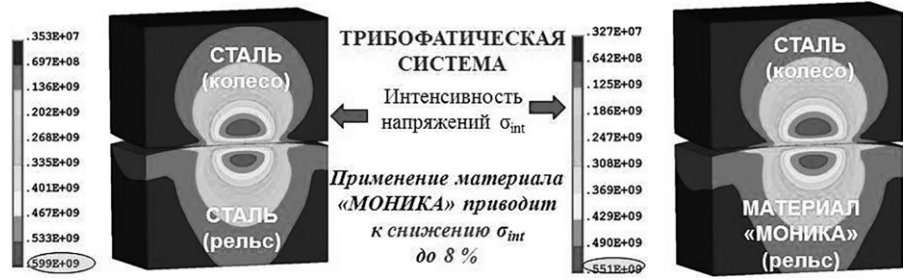 .353E+07
.697E+08
.136E+09
.202E+09
.268E+09
.335E+09
.401E+09
.467E+09
.533E+09
.599E+09
СТАЛЬ
(колесо)
СТАЛЬ
(рельс)
ТРИБОФАТИЧЕСКАЯ
СИСТЕМА
Интенсивность
напряжений σint
Применение материала
«МОНИКА» приводит
к снижению σint
до 8 %
.327E+07
.642E+08
.125E+09
.186E+09
.247E+09
.308E+09
.369E+09
.429E+09
.490E+09
.551E+09
СТАЛЬ
(колесо)
МАТЕРИАЛ
«МОНИКА»
(рельс)